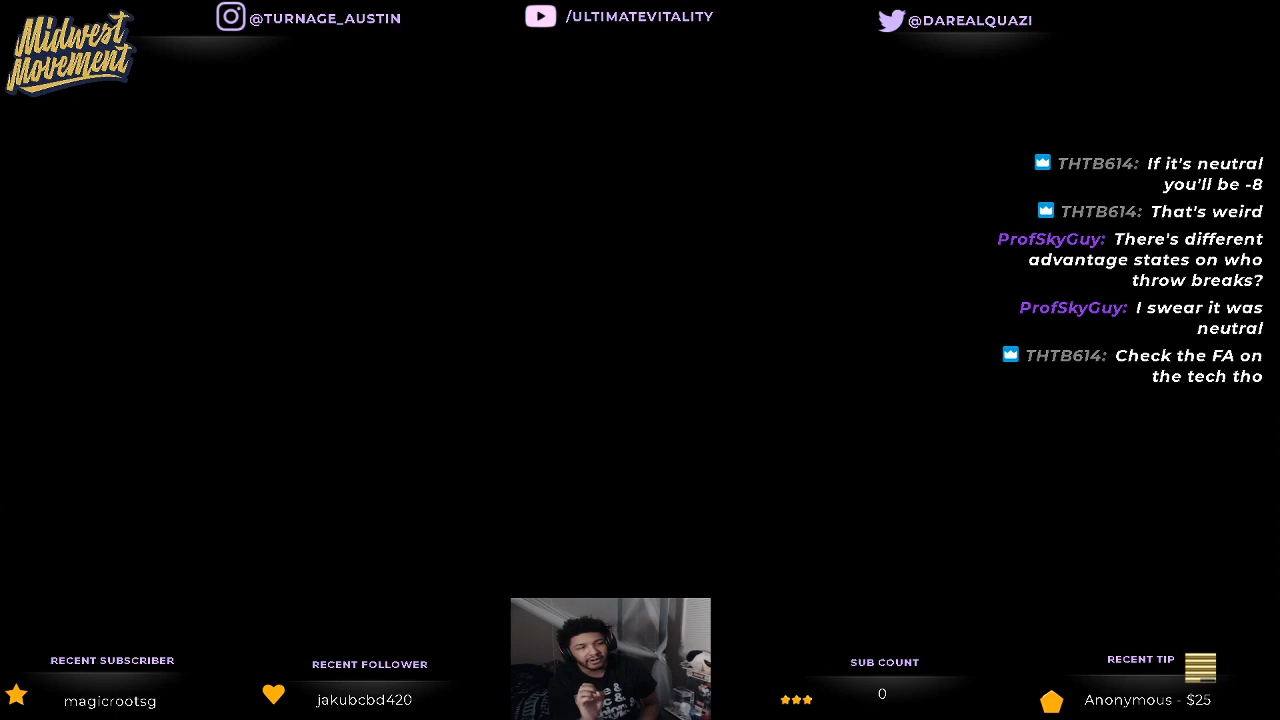 Midwest
Movement
@TURNAGE_AUSTIN
/ULTIMATEVITALITY
@DAREALQUAZI
THTB614: If it's neutral
you'll be -8
THTB614: That's weird
ProfSkyGuy: There's different
advantage states on who
throw breaks?
ProfSkyGuy: I swear it was
neutral
THTB614: Check the FA on
the tech tho
RECENT SUBSCRIBER
magicrootsg
RECENT FOLLOWER
jakubcbd420
SUB COUNT
0
RECENT TIP
Anonymous - $25